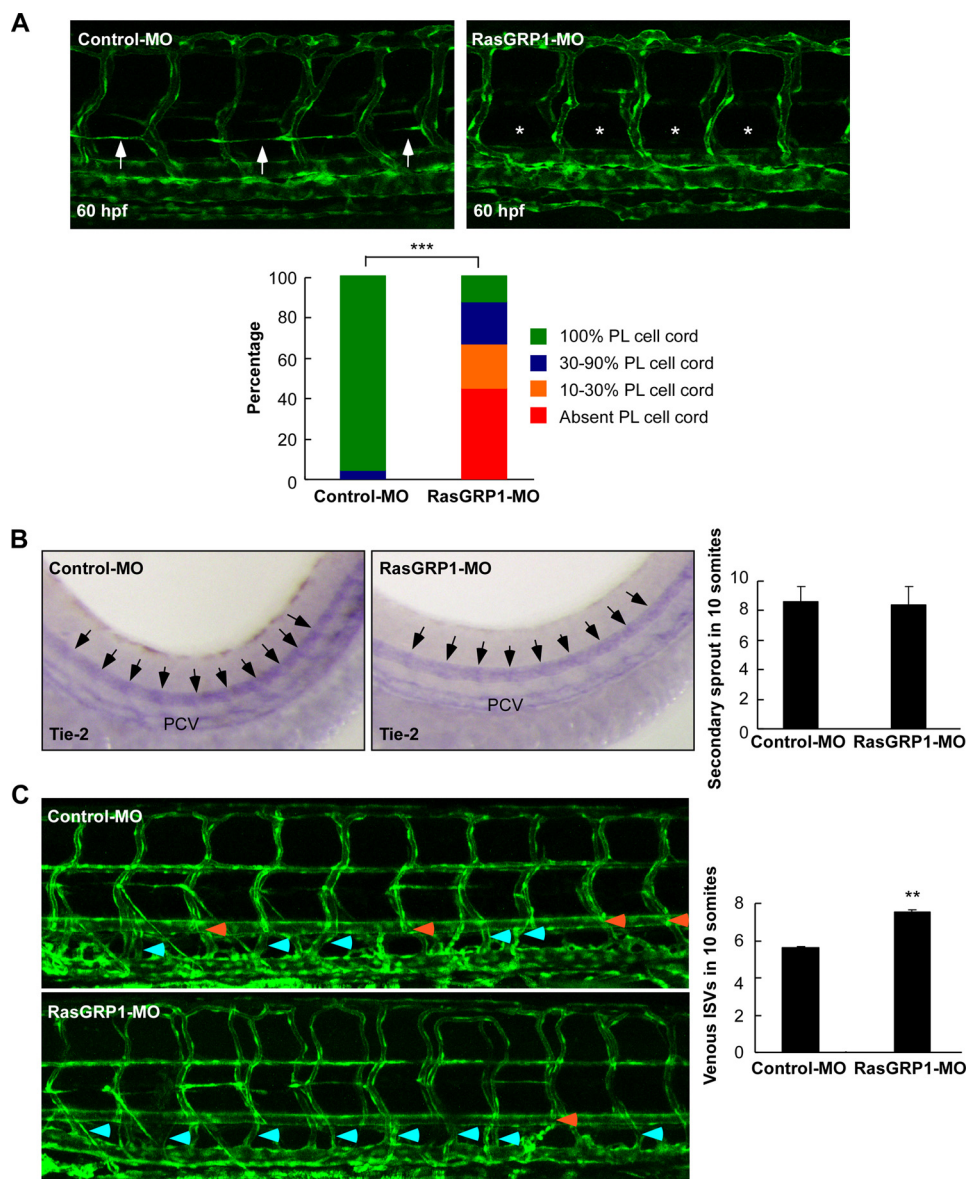 A
Control-MO
RasGRP1-MO
*
*
*
*
60 hpf
60 hpf
***
100
80
60
40
20
0
Percentage
Control-MO
RasGRP1-MO
100% PL cell cord
30-90% PL cell cord
10-30% PL cell cord
Absent PL cell cord
B
Control-MO
PCV
Tie-2
RasGRP1-MO
PCV
Tie-2
Secondary sprout in 10 somites
10
8
6
4
2
0
Control-MO
RasGRP1-MO
C
Control-MO
RasGRP1-MO
Venous ISVs in 10 somites
8
6
4
2
0
**
Control-MO
RasGRP1-MO